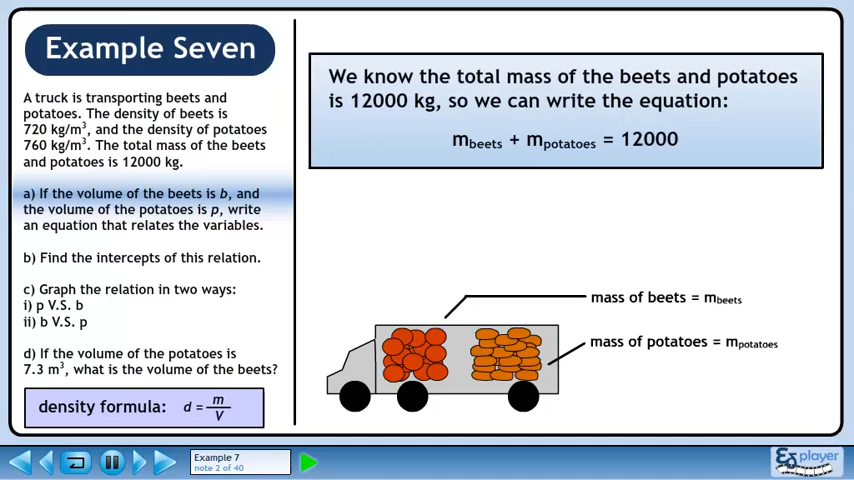 Example Seven
A truck is transporting beets and
potatoes. The density of beets is
720 kg/m³, and the density of potatoes
760 kg/m³. The total mass of the beets
and potatoes is 12000 kg.
a) If the volume of the beets is b, and
the volume of the potatoes is p, write
an equation that relates the variables.
b) Find the intercepts of this relation.
c) Graph the relation in two ways:
i) p V.S. b
ii) b V.S. p
d) If the volume of the potatoes is
7.3 m³, what is the volume of the beets?
density formula: d = m/V
We know the total mass of the beets and potatoes
is 12000 kg, so we can write the equation:
mbeets + mpotatoes = 12000
mass of beets = mbeets
mass of potatoes = mpotatoes
Example 7
note 2 of 40
player